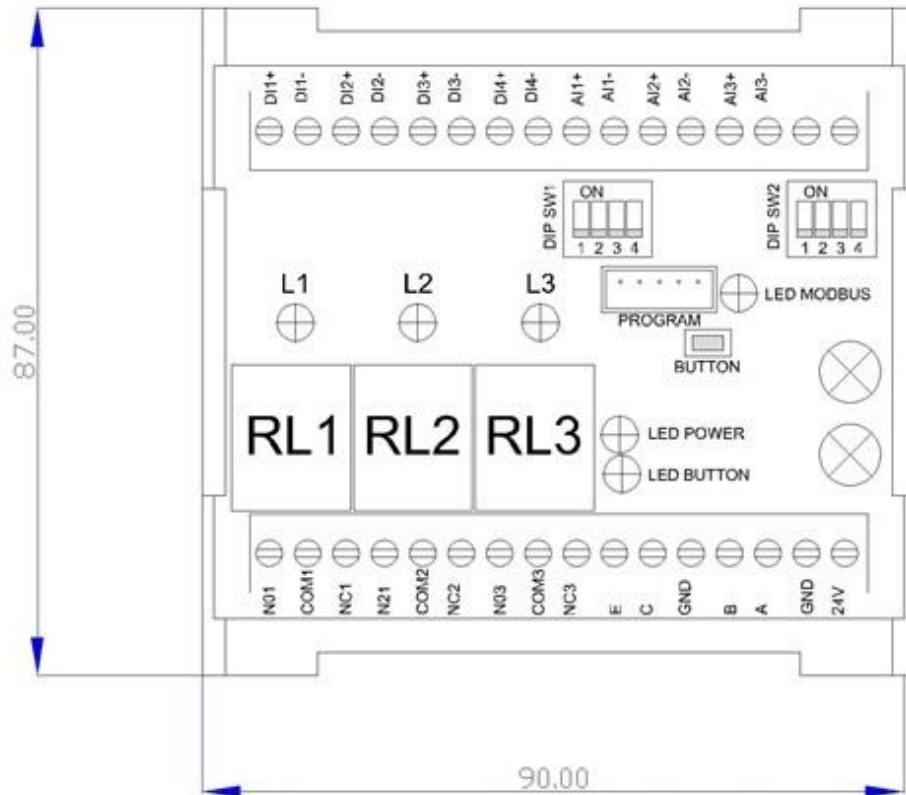 DI1+ DI1- DI2+ DI2- DI3+ DI3- DI4+ DI4- AI1+ AI1- AI2+ AI2- AI3+ AI3-
DIP SW1
ON
1 2 3 4
DIP SW2
ON
1 2 3 4
L1 L2 L3
LED MODBUS
PROGRAM
BUTTON
87.00
RL1 RL2 RL3
LED POWER
LED BUTTON
N01 COM1 NC1 N21 COM2 NC2 N03 COM3 NC3 E C GND B A GND 24V
90.00